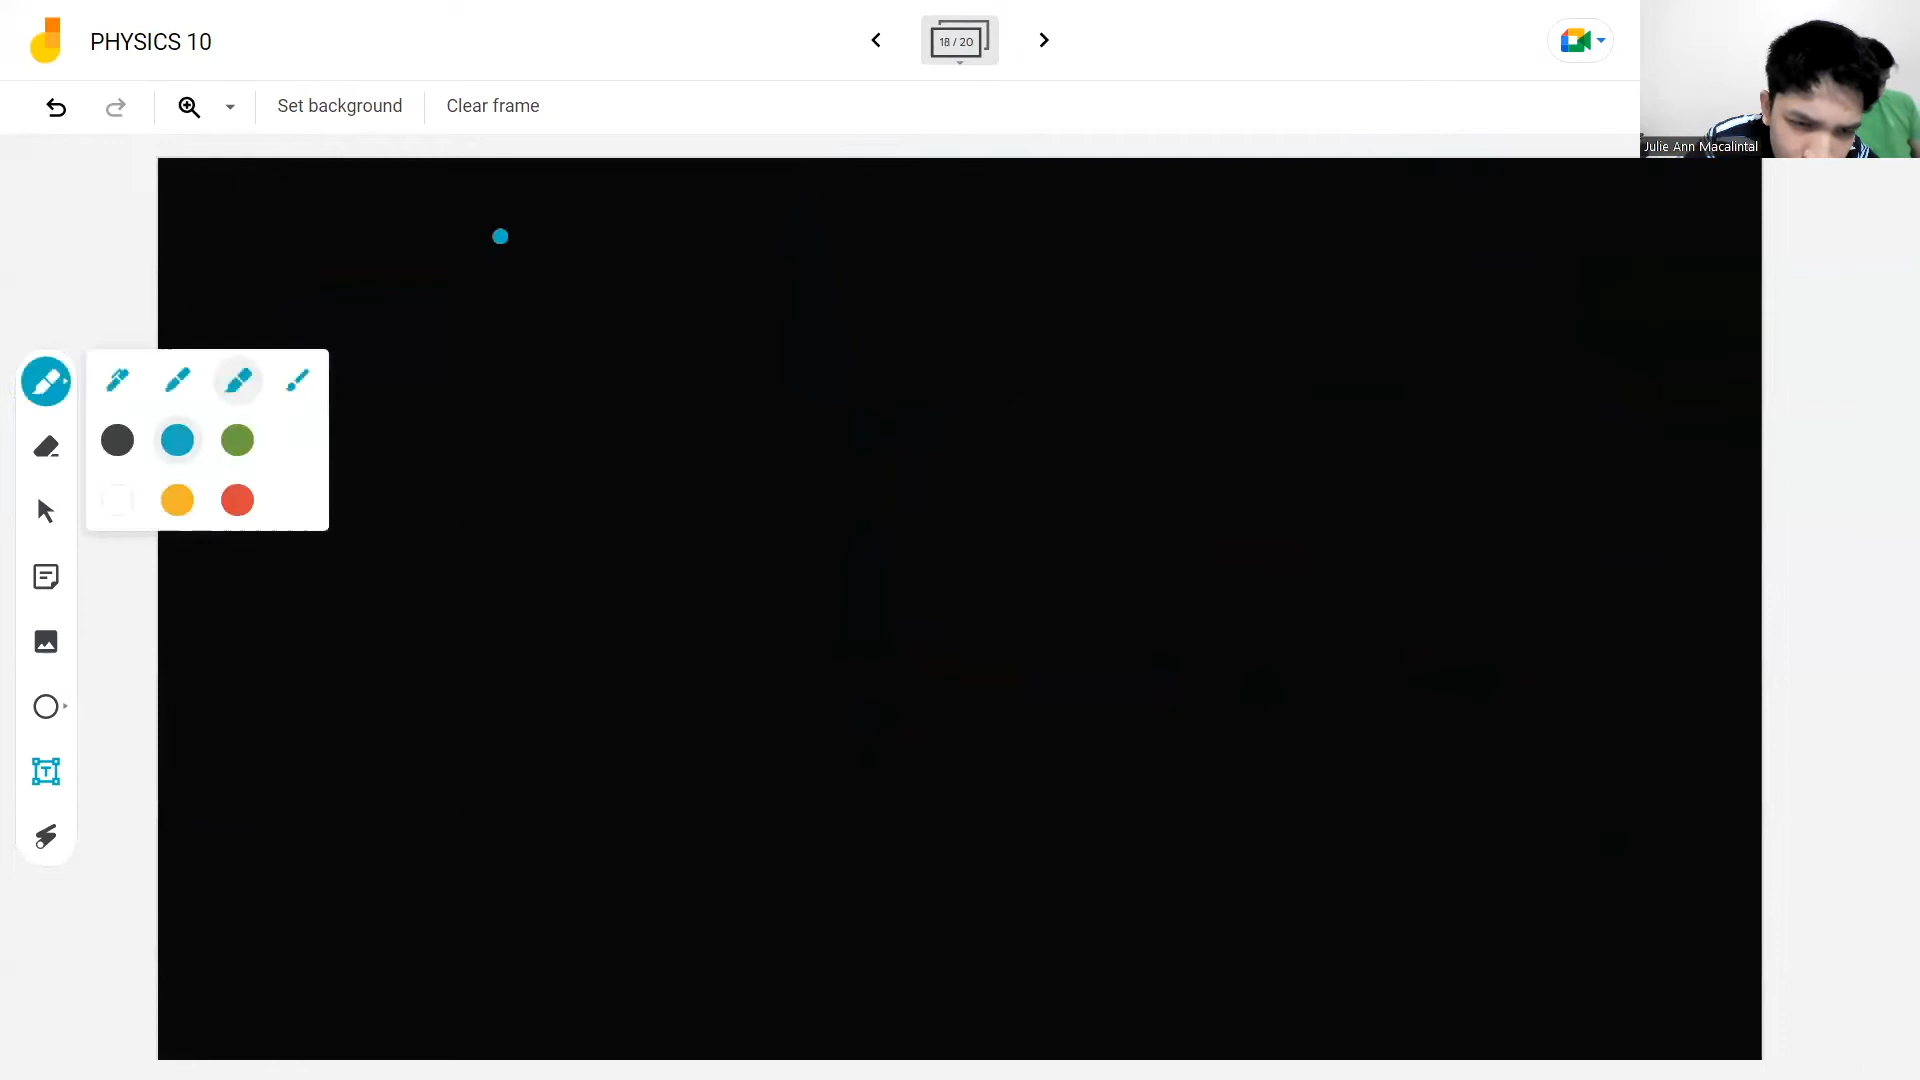 PHYSICS 10
18 / 20
Set background
Clear frame
Julie Ann Macalintal
T